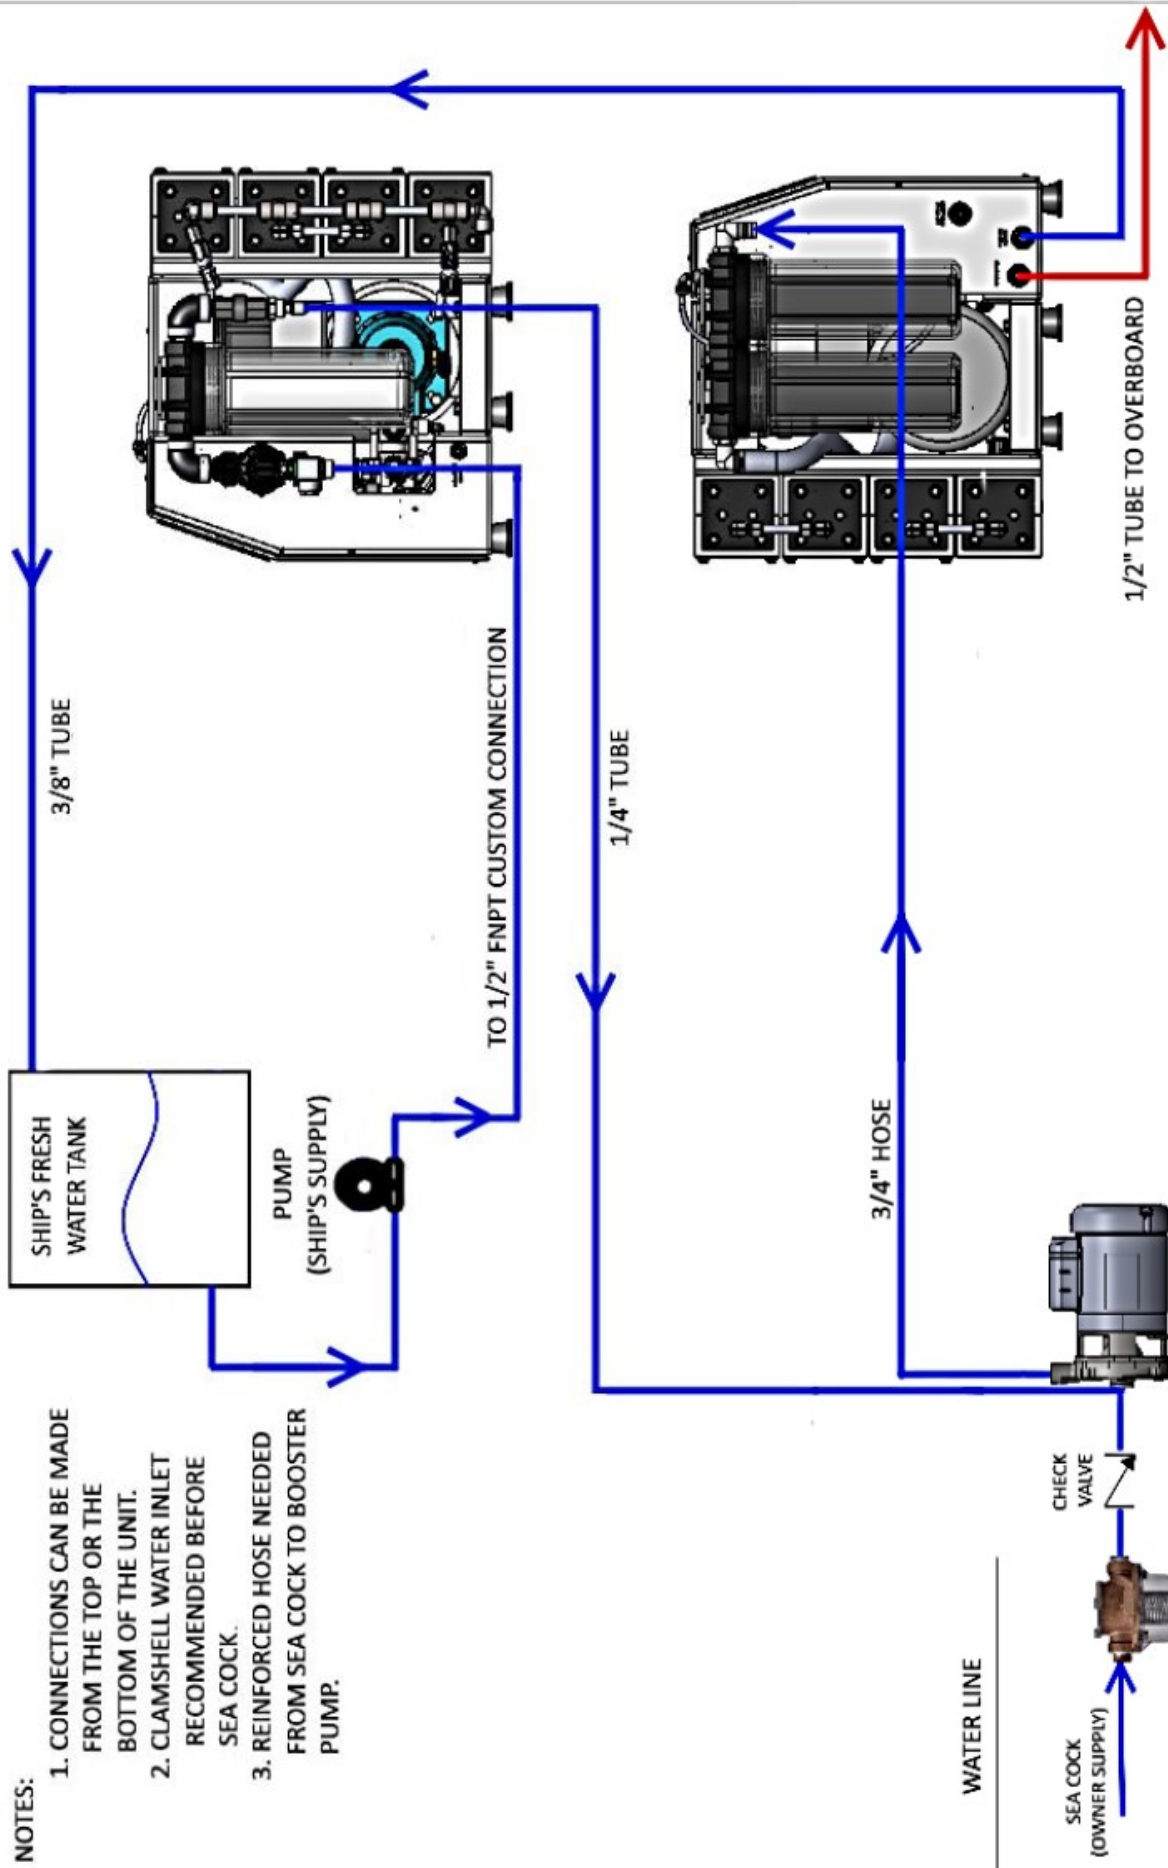 NOTES:
1. CONNECTIONS CAN BE MADE
FROM THE TOP OR THE
BOTTOM OF THE UNIT.
2. CLAMSHELL WATER INLET
RECOMMENDED BEFORE
SEA COCK.
3. REINFORCED HOSE NEEDED
FROM SEA COCK TO BOOSTER
PUMP.
SHIP'S FRESH
WATER TANK
3/8" TUBE
PUMP
(SHIP'S SUPPLY)
TO 1/2" FNPT CUSTOM CONNECTION
1/4" TUBE
3/4" HOSE
WATER LINE
SEA COCK
(OWNER SUPPLY)
CHECK
VALVE
1/2" TUBE TO OVERBOARD